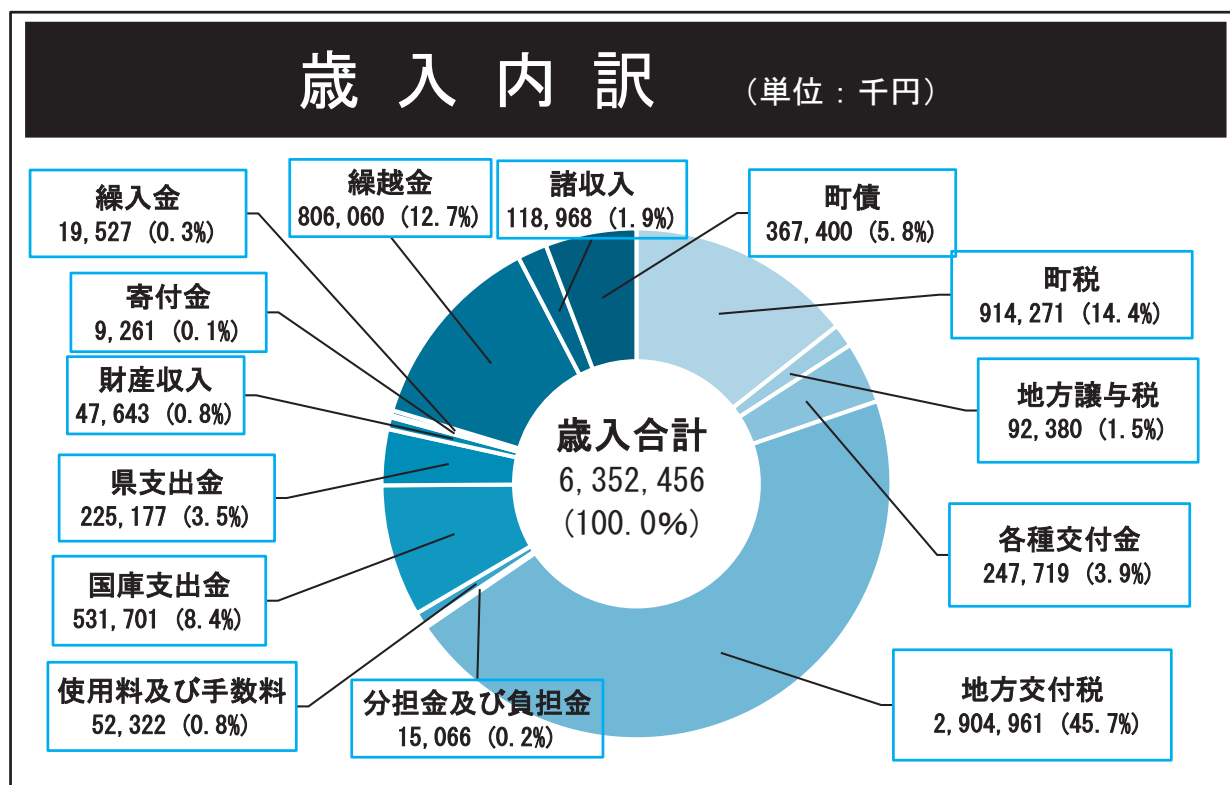 歳入内訳 (単位：千円)
繰入金
19,527 (0.3%)
繰越金
806,060 (12.7%)
諸収入
118,968 (1.9%)
町債
367,400 (5.8%)
町税
914,271 (14.4%)
寄付金
9,261 (0.1%)
財産収入
47,643 (0.8%)
地方譲与税
92,380 (1.5%)
歳入合計
6,352,456
(100.0%)
県支出金
225,177 (3.5%)
各種交付金
247,719 (3.9%)
国庫支出金
531,701 (8.4%)
使用料及び手数料
52,322 (0.8%)
分担金及び負担金
15,066 (0.2%)
地方交付税
2,904,961 (45.7%)